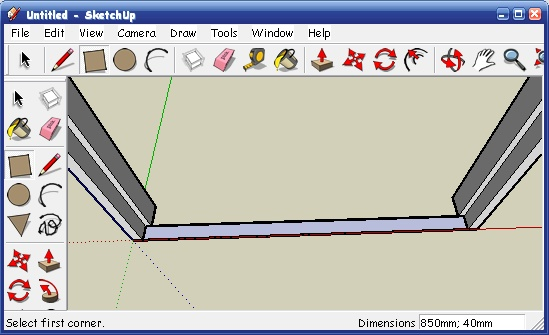 Untitled - SketchUp
File Edit View Camera Draw Tools Window Help
Select first corner. Dimensions 850mm; 40mm